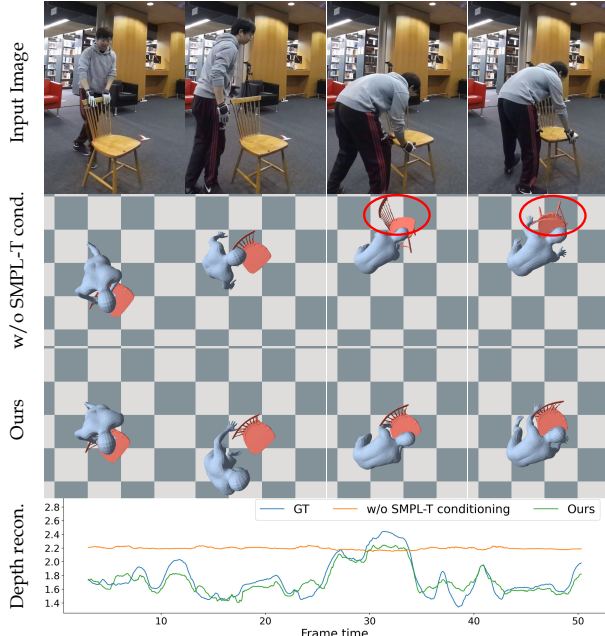 Input Image
w/o SMPL-T cond.
Ours
Depth recon.
GT w/o SMPL-T conditioning Ours
2.8
2.6
2.4
2.2
2.0
1.8
1.6
1.4
10 20 30 40 50
Frame time